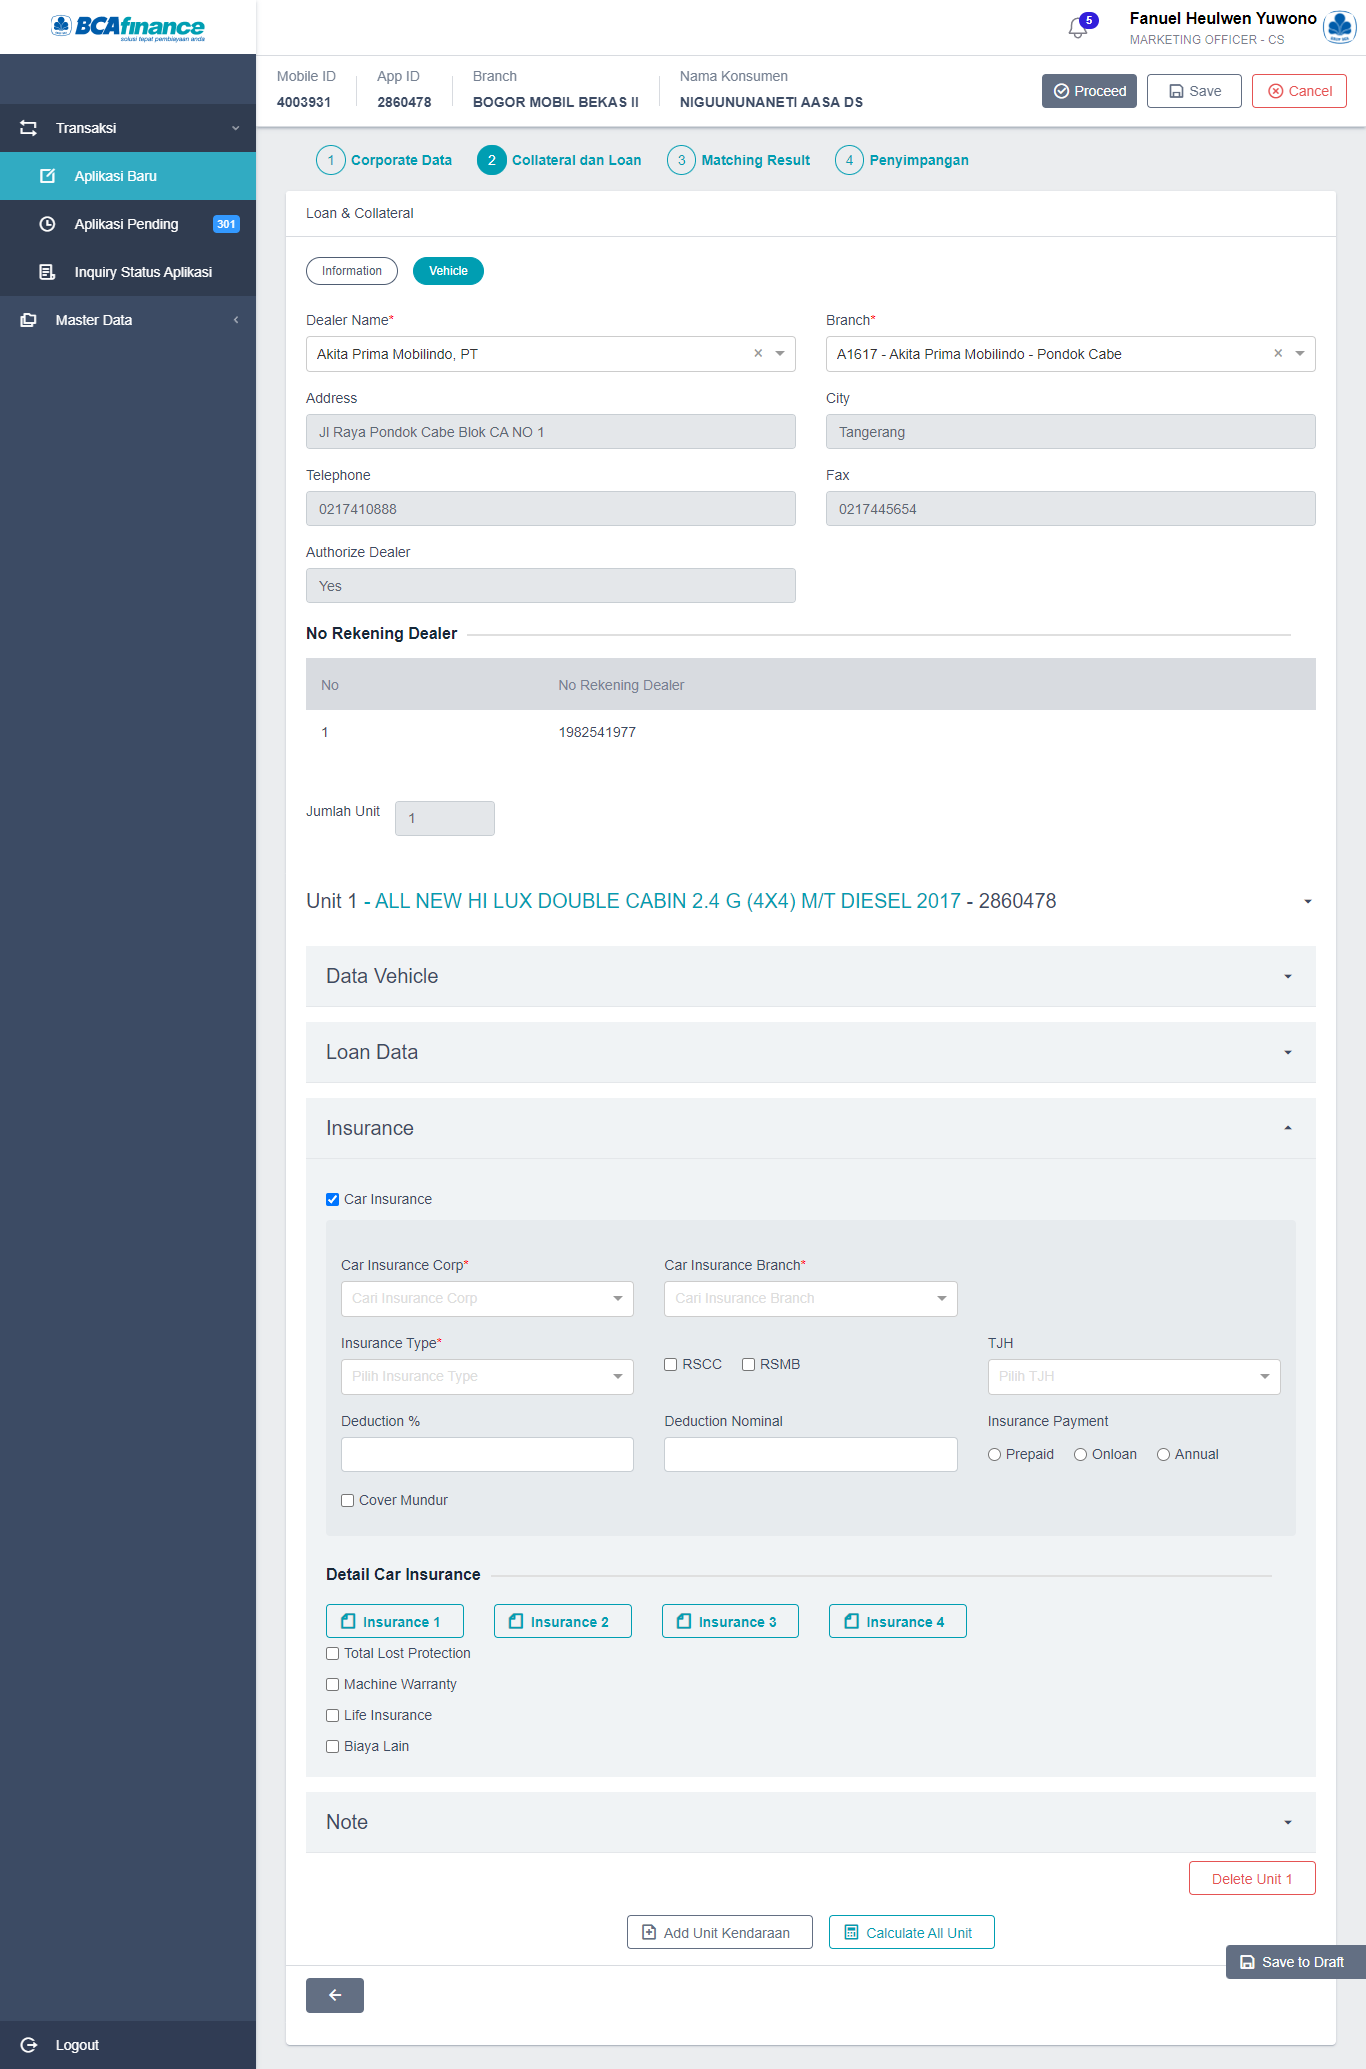 BCAfinance
solusi tepat pembiayaan anda
5
Fanuel Heulwen Yuwono
MARKETING OFFICER - CS
Mobile ID
4003931
App ID
2860478
Branch
BOGOR MOBIL BEKAS II
Nama Konsumen
NIGUUNUNANETI AASA DS
Proceed
Save
Cancel
Transaksi
Aplikasi Baru
Aplikasi Pending 301
Inquiry Status Aplikasi
Master Data
Logout
1 Corporate Data
2 Collateral dan Loan
3 Matching Result
4 Penyimpangan
Loan & Collateral
Information
Vehicle
Dealer Name*
Akita Prima Mobilindo, PT
Branch*
A1617 - Akita Prima Mobilindo - Pondok Cabe
Address
Jl Raya Pondok Cabe Blok CA NO 1
City
Tangerang
Telephone
0217410888
Fax
0217445654
Authorize Dealer
Yes
No Rekening Dealer
No No Rekening Dealer
1 1982541977
Jumlah Unit 1
Unit 1 - ALL NEW HI LUX DOUBLE CABIN 2.4 G (4X4) M/T DIESEL 2017 - 2860478
Data Vehicle
Loan Data
Insurance
Car Insurance
Car Insurance Corp*
Cari Insurance Corp
Car Insurance Branch*
Cari Insurance Branch
Insurance Type*
Pilih Insurance Type
RSCC RSMB
TJH
Pilih TJH
Deduction %
Deduction Nominal
Insurance Payment
Prepaid Onloan Annual
Cover Mundur
Detail Car Insurance
Insurance 1
Insurance 2
Insurance 3
Insurance 4
Total Lost Protection
Machine Warranty
Life Insurance
Biaya Lain
Note
Delete Unit 1
Add Unit Kendaraan
Calculate All Unit
Save to Draft